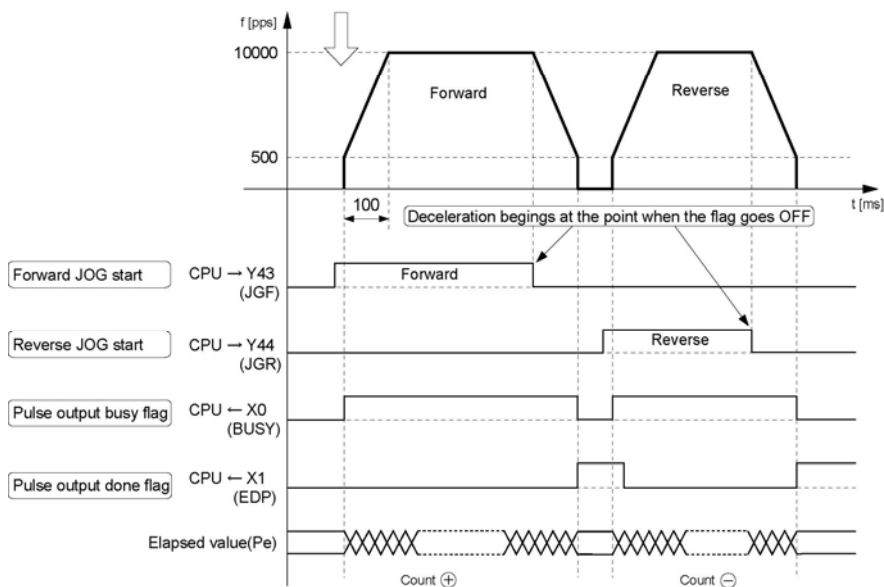 f [pps]
10000
Forward
Reverse
500
100
t [ms]
Deceleration begings at the point when the flag goes OFF
Forward JOG start
CPU → Y43
(JGF)
Forward
Reverse JOG start
CPU → Y44
(JGR)
Reverse
Pulse output busy flag
CPU ← X0
(BUSY)
Pulse output done flag
CPU ← X1
(EDP)
Elapsed value(Pe)
Count ⊕
Count ⊖